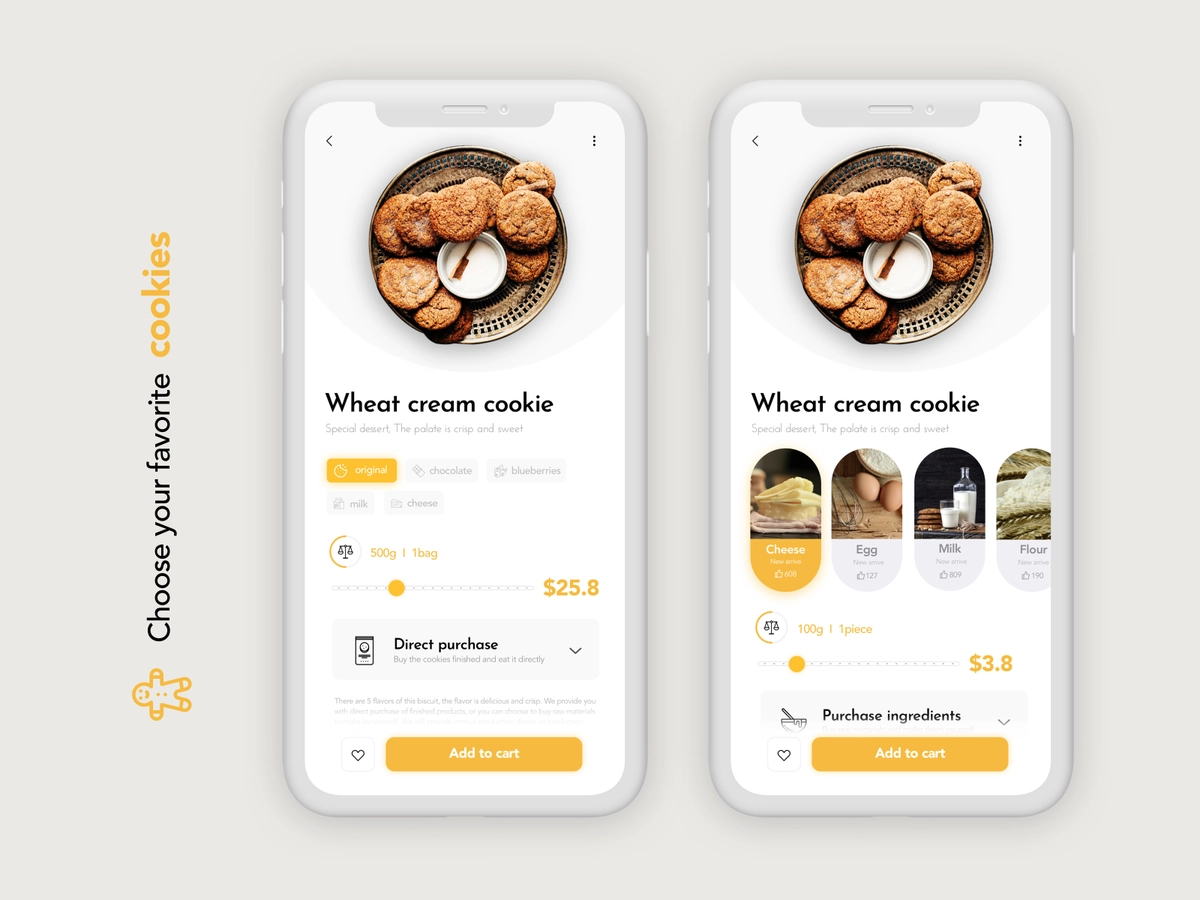 Choose your favorite cookies
Wheat cream cookie
Special dessert, The palate is crisp and sweet
original
chocolate
blueberries
milk
cheese
500g | 1bag
$25.8
Direct purchase
Buy the cookies finished and eat it directly
There are 5 flavors of this biscuit, the flavor is delicious and crisp. We provide you
with direct purchase of finished products, or you can choose to buy raw materials
Add to cart
Wheat cream cookie
Special dessert, The palate is crisp and sweet
Cheese
New arrive
608
Egg
New arrive
127
Milk
New arrive
809
Flour
New arrive
190
100g | 1piece
$3.8
Purchase ingredients
Add to cart